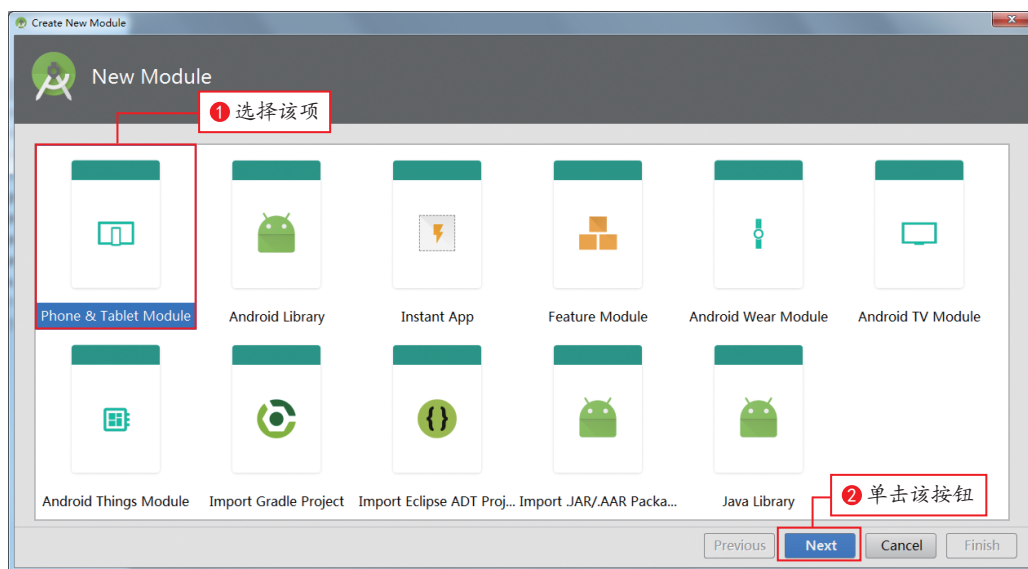 Create New Module
New Module
1 选择该项
Phone & Tablet Module
Android Library
Instant App
Feature Module
Android Wear Module
Android TV Module
Android Things Module
Import Gradle Project
Import Eclipse ADT Proj...
Import .JAR/.AAR Packa...
Java Library
2 单击该按钮
Previous
Next
Cancel
Finish